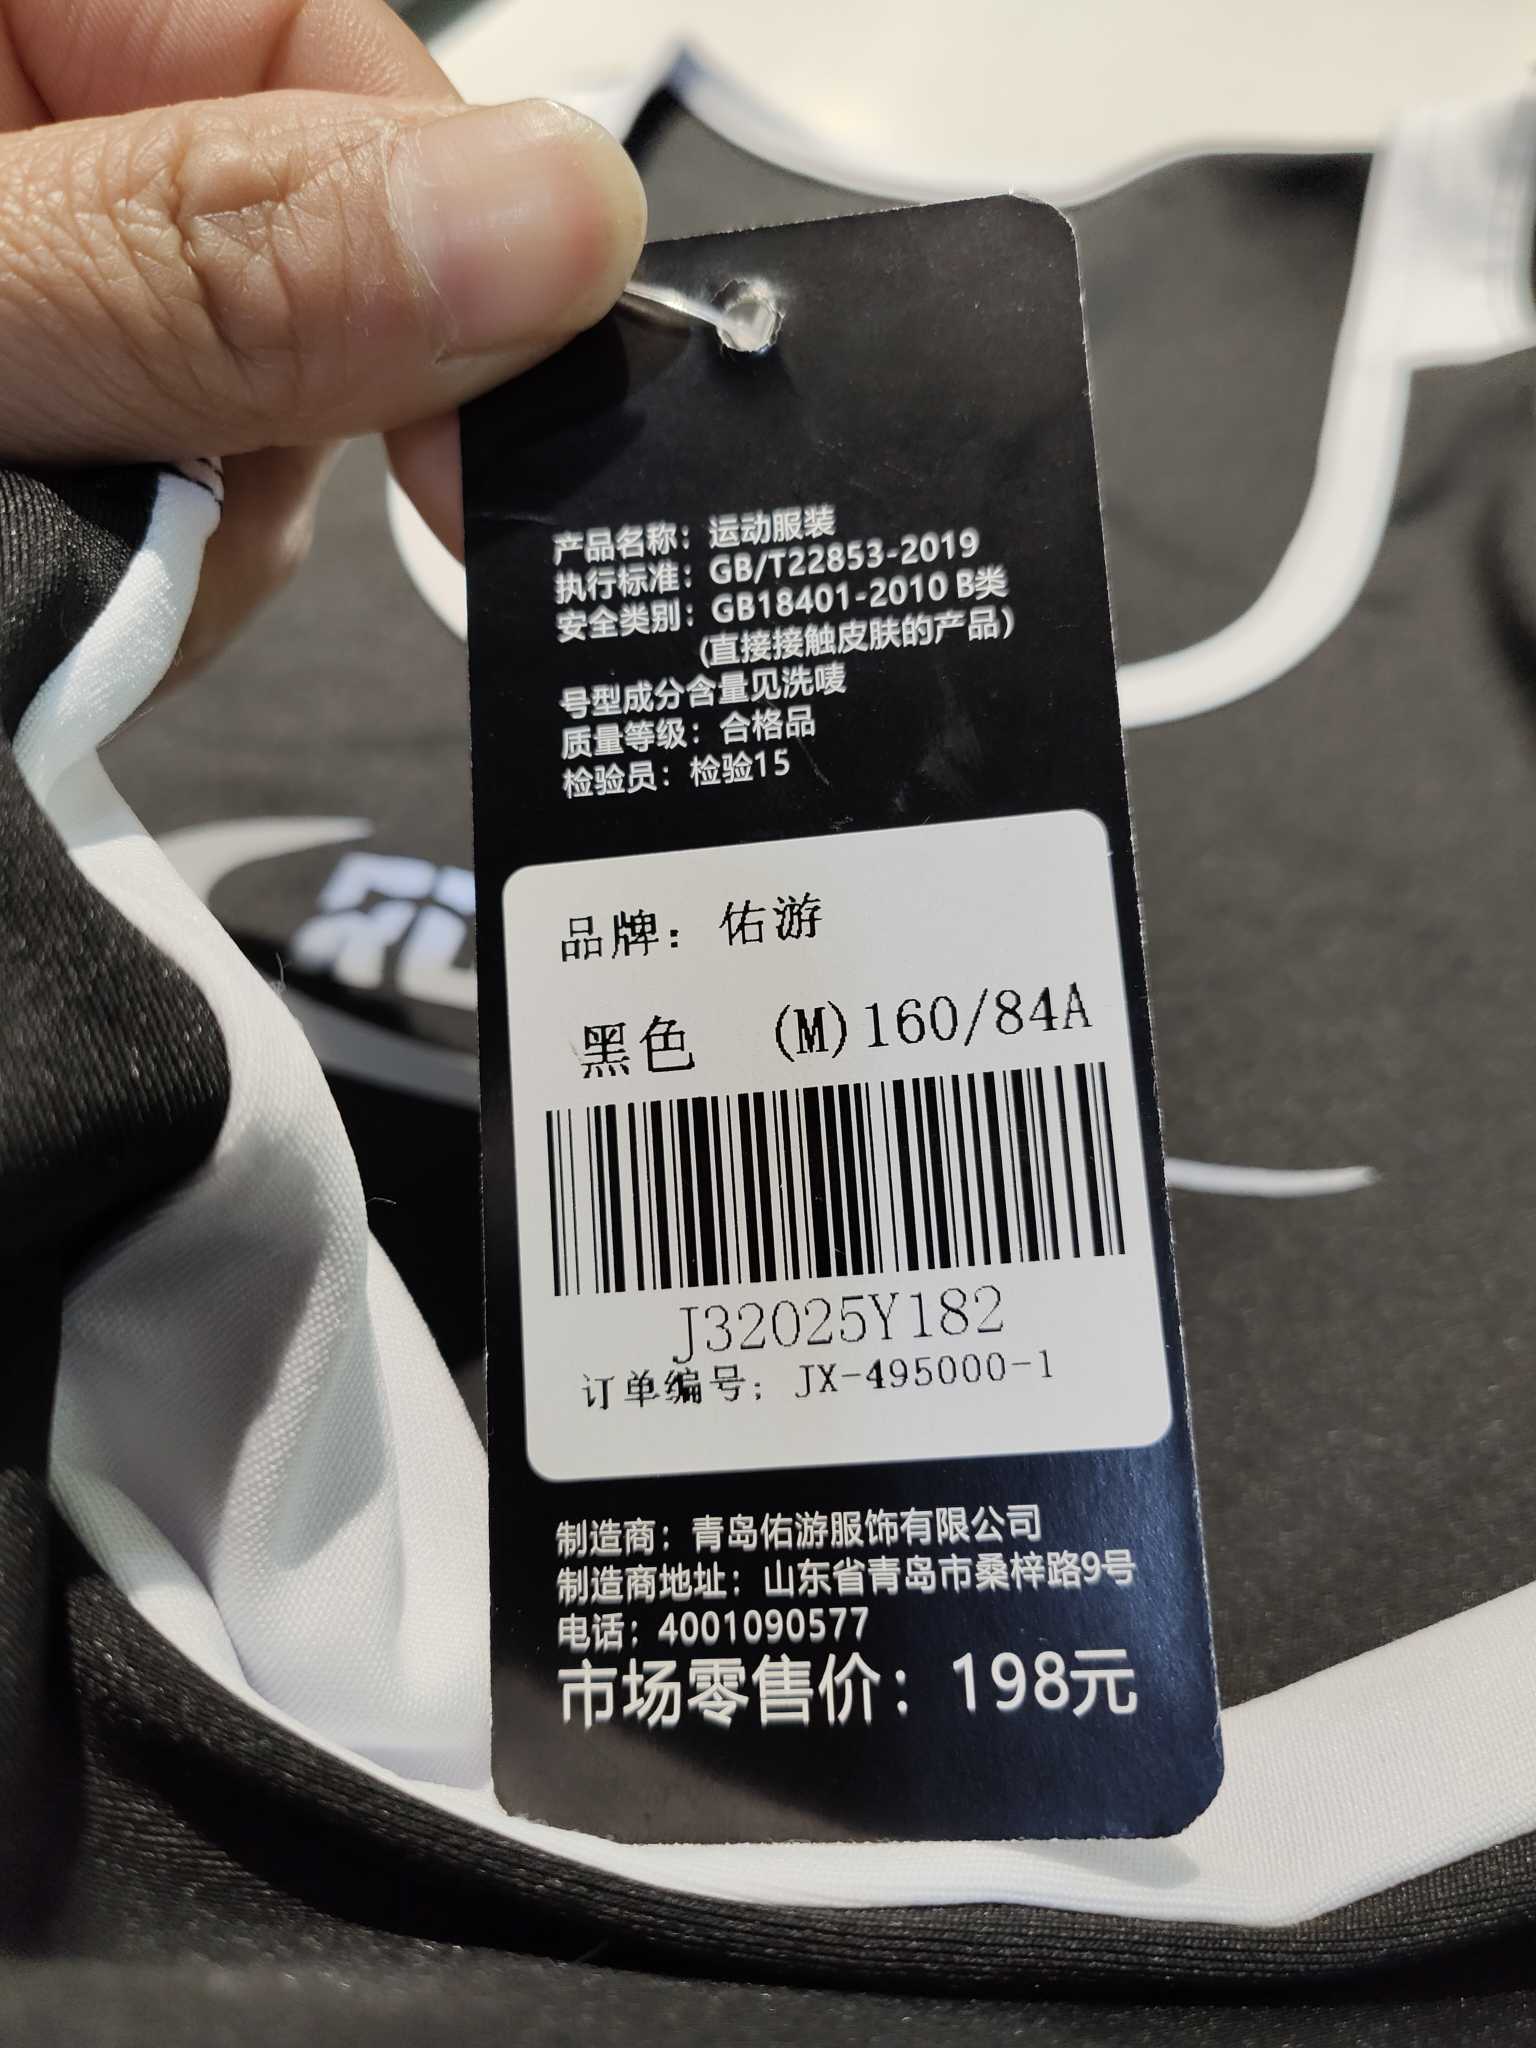 产品名称：运动服装
执行标准：GB/T22853-2019
安全类别：GB18401-2010 B类
(直接接触皮肤的产品)
号型成分含量见洗唛
质量等级：合格品
检验员：检验15
品牌：佑游
黑色 (M)160/84A
J32025Y182
订单编号：JX-495000-1
制造商：青岛佑游服饰有限公司
制造商地址：山东省青岛市桑梓路9号
电话：4001090577
市场零售价：198元